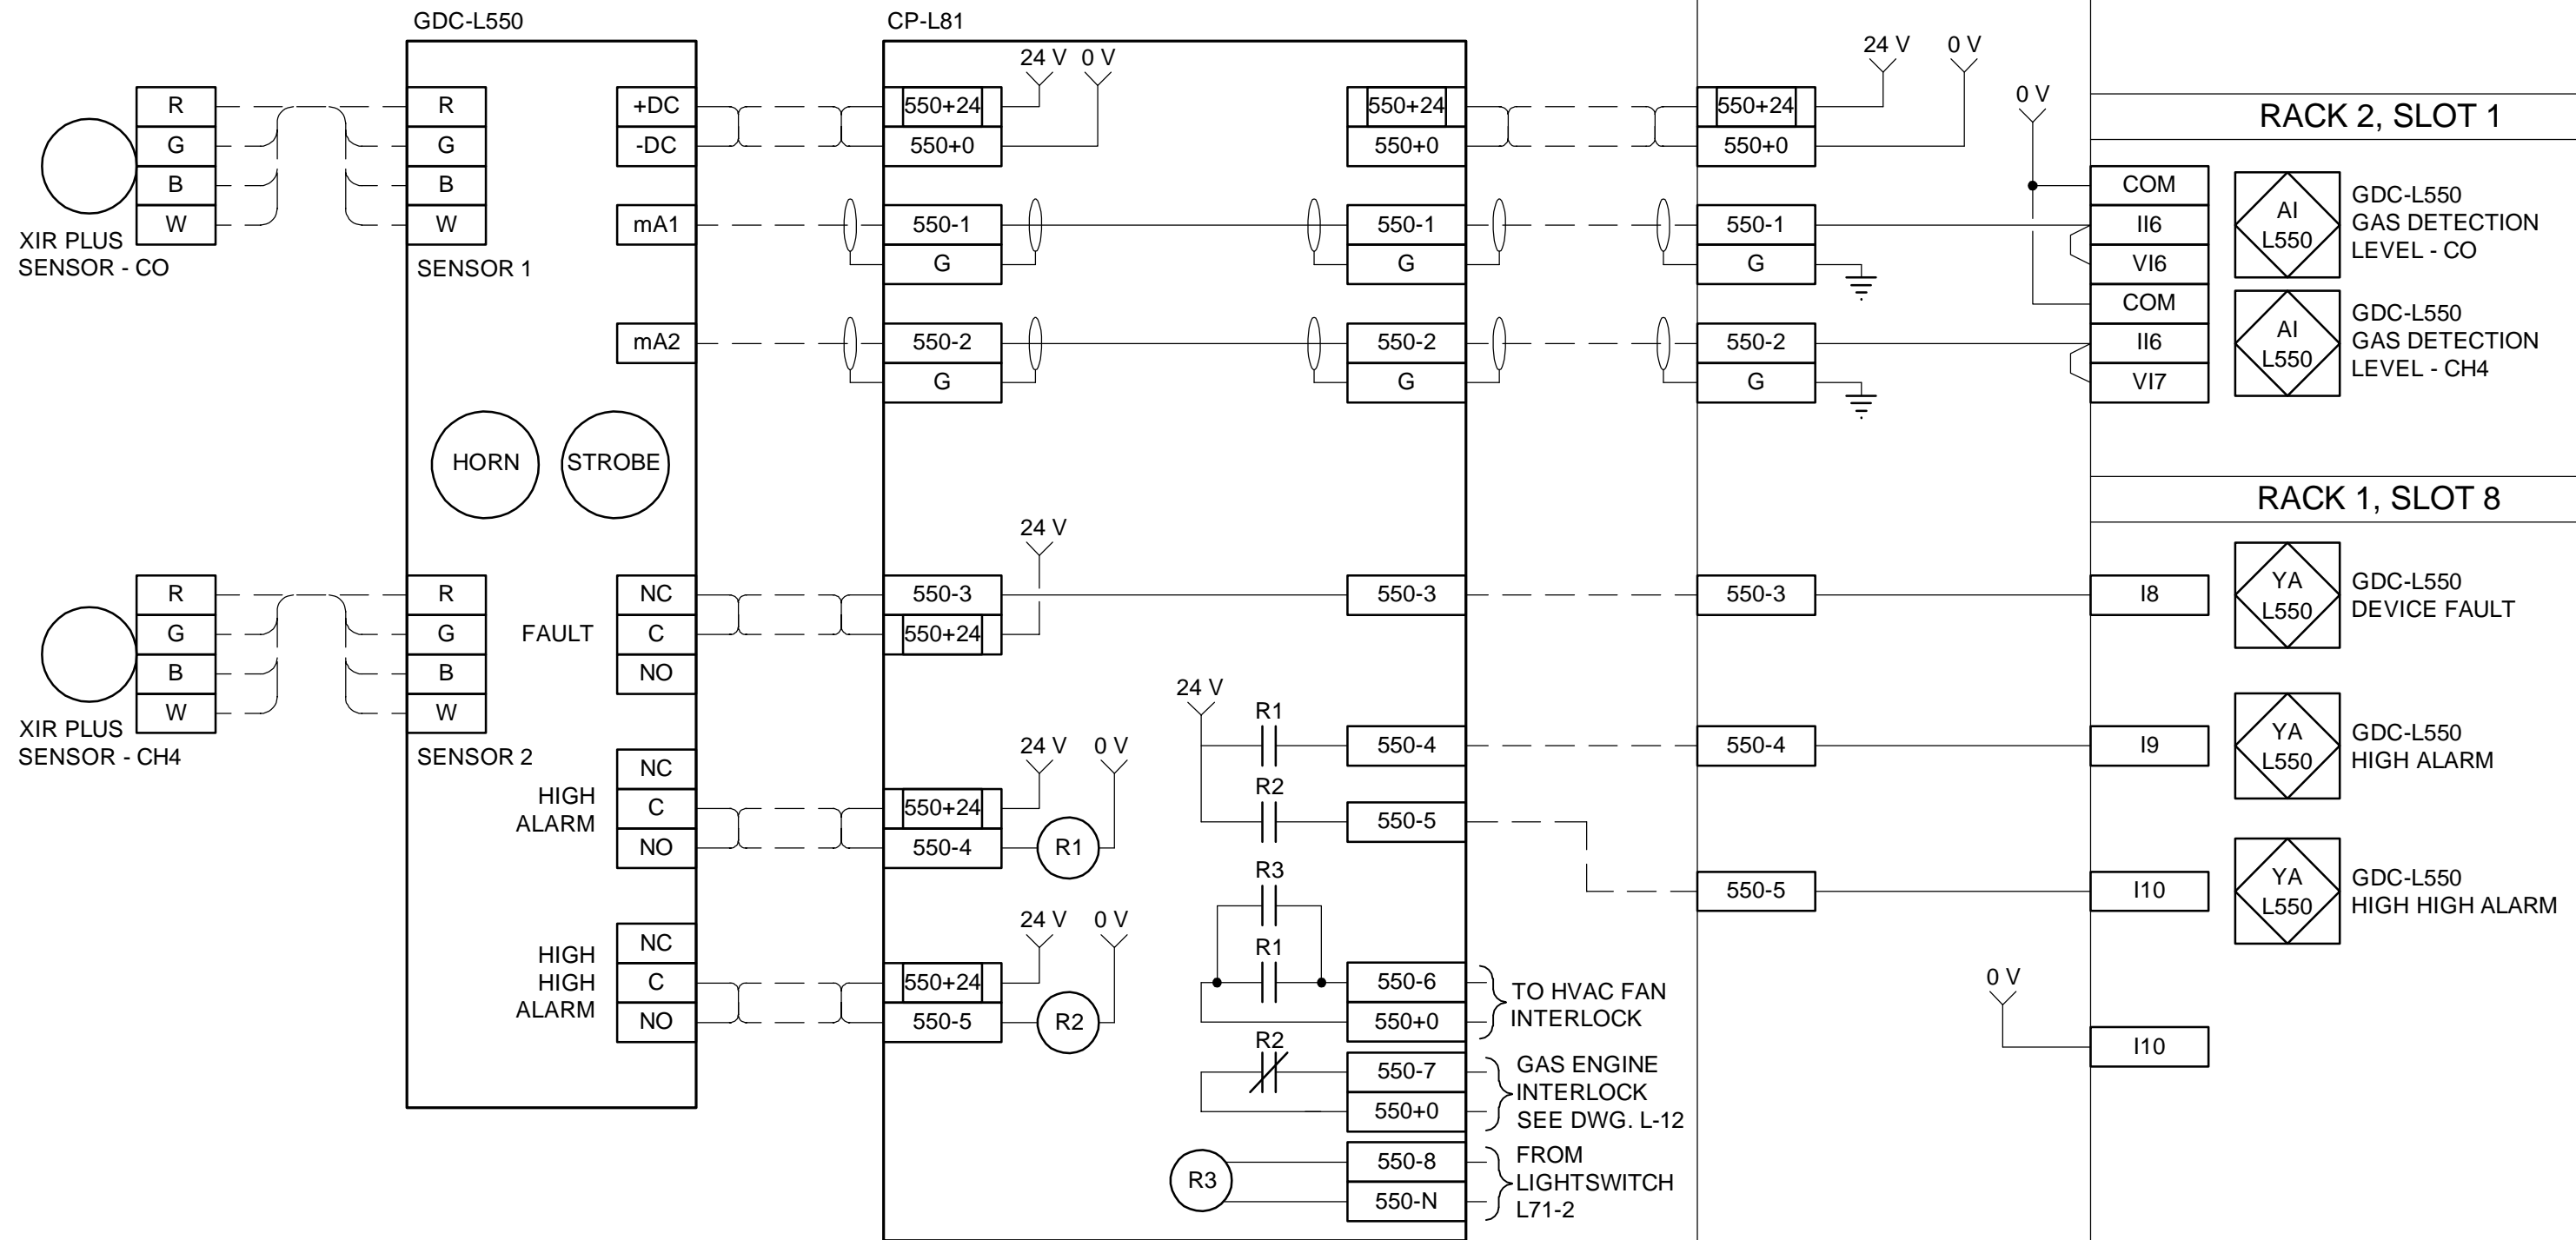 GDC-L550
CP-L81
24 V 0 V
24 V 0 V
0 V
RACK 2, SLOT 1
R
G
B
W
XIR PLUS
SENSOR - CO
R
G
B
W
SENSOR 1
+DC
-DC
mA1
mA2
550+24
550+0
550-1
G
550-2
G
550+24
550+0
550-1
G
550-2
G
550+24
550+0
550-1
G
550-2
G
COM
II6
VI6
COM
II6
VI7
AI
L550
GDC-L550
GAS DETECTION
LEVEL - CO
AI
L550
GDC-L550
GAS DETECTION
LEVEL - CH4
HORN
STROBE
RACK 1, SLOT 8
R
G
B
W
XIR PLUS
SENSOR - CH4
R
G
B
W
SENSOR 2
FAULT
NC
C
NO
24 V
550-3
550+24
550-3
550-3
I8
YA
L550
GDC-L550
DEVICE FAULT
HIGH
ALARM
NC
C
NO
24 V 0 V
550+24
550-4
R1
24 V
R1
550-4
550-4
I9
YA
L550
GDC-L550
HIGH ALARM
R2
550-5
550-5
I10
YA
L550
GDC-L550
HIGH HIGH ALARM
HIGH
HIGH
ALARM
NC
C
NO
24 V 0 V
550+24
550-5
R2
R3
R1
550-6
550+0
TO HVAC FAN
INTERLOCK
0 V
I10
R2
550-7
550+0
GAS ENGINE
INTERLOCK
SEE DWG. L-12
R3
550-8
550-N
FROM
LIGHTSWITCH
L71-2